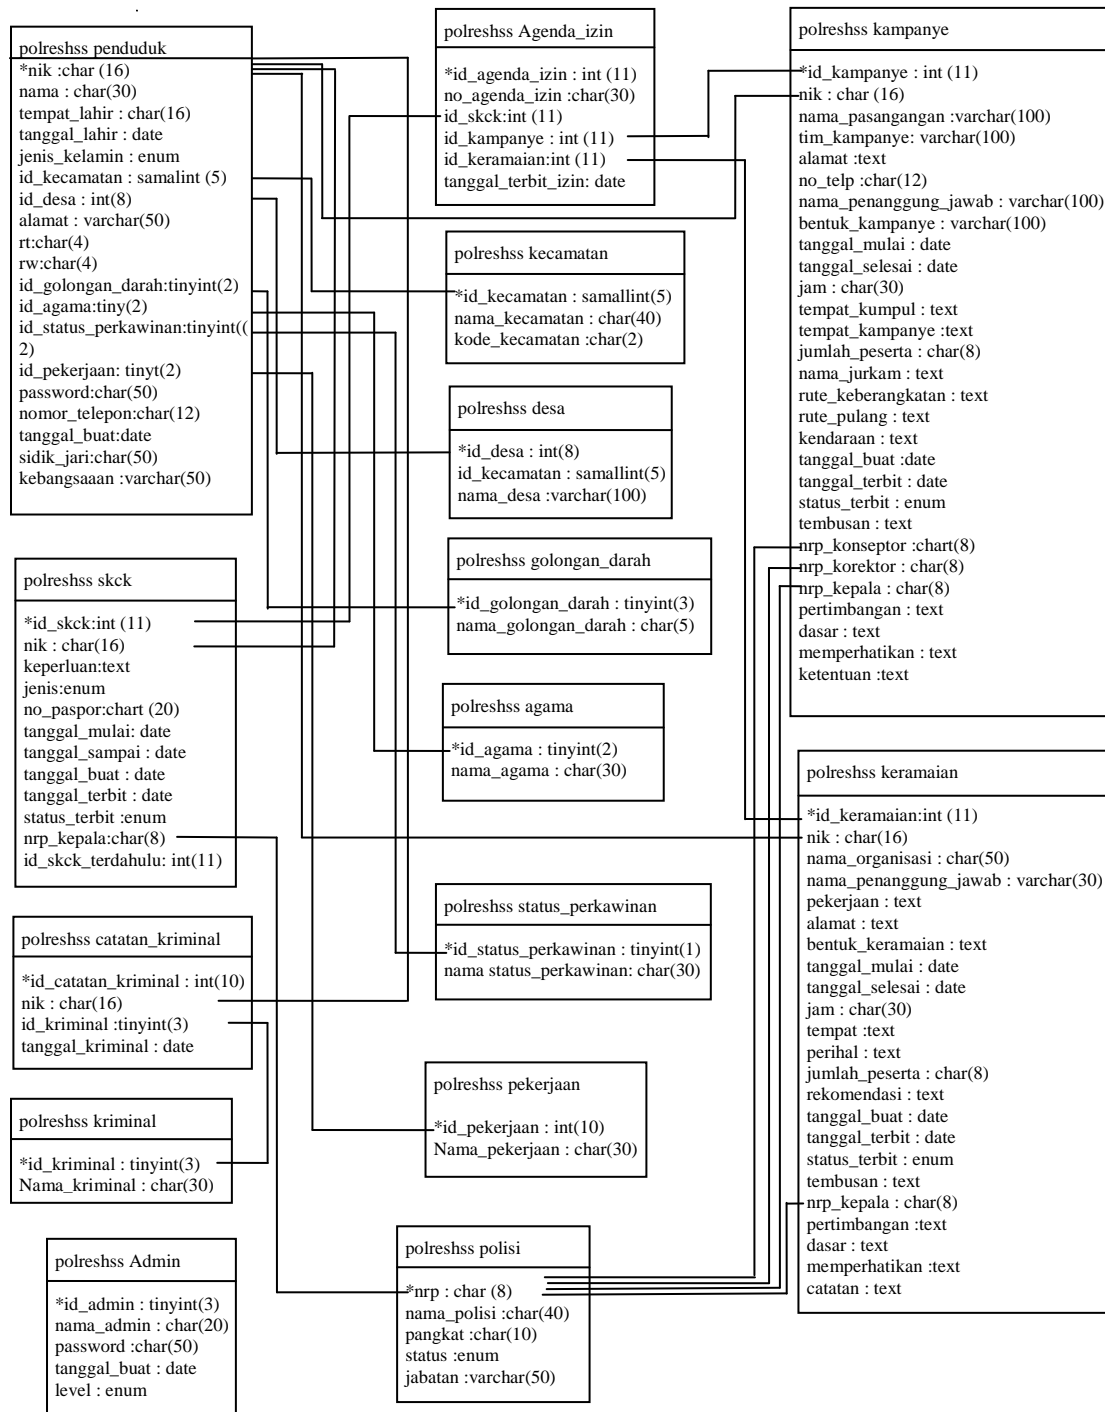 polreshss penduduk
*nik :char (16)
nama : char(30)
tempat_lahir : char(16)
tanggal_lahir : date
jenis_kelamin : enum
id_kecamatan : samalint (5)
id_desa : int(8)
alamat : varchar(50)
rt:char(4)
rw:char(4)
id_golongan_darah:tinyint(2)
id_agama:tiny(2)
id_status_perkawinan:tinyint((
2)
id_pekerjaan: tinyt(2)
password:char(50)
nomor_telepon:char(12)
tanggal_buat:date
sidik_jari:char(50)
kebangsaaan :varchar(50)
polreshss skck
*id_skck:int (11)
nik : char(16)
keperluan:text
jenis:enum
no_paspor:chart (20)
tanggal_mulai: date
tanggal_sampai : date
tanggal_buat : date
tanggal_terbit : date
status_terbit :enum
nrp_kepala:char(8)
id_skck_terdahulu: int(11)
polreshss catatan_kriminal
*id_catatan_kriminal : int(10)
nik : char(16)
id_kriminal :tinyint(3)
tanggal_kriminal : date
polreshss kriminal
*id_kriminal : tinyint(3)
Nama_kriminal : char(30)
polreshss Admin
*id_admin : tinyint(3)
nama_admin : char(20)
password :char(50)
tanggal_buat : date
level : enum
polreshss Agenda_izin
*id_agenda_izin : int (11)
no_agenda_izin :char(30)
id_skck:int (11)
id_kampanye : int (11)
id_keramaian:int (11)
tanggal_terbit_izin: date
polreshss kecamatan
*id_kecamatan : samallint(5)
nama_kecamatan : char(40)
kode_kecamatan :char(2)
polreshss desa
*id_desa : int(8)
id_kecamatan : samallint(5)
nama_desa :varchar(100)
polreshss golongan_darah
*id_golongan_darah : tinyint(3)
nama_golongan_darah : char(5)
polreshss agama
*id_agama : tinyint(2)
nama_agama : char(30)
polreshss status_perkawinan
*id_status_perkawinan : tinyint(1)
nama status_perkawinan: char(30)
polreshss pekerjaan
*id_pekerjaan : int(10)
Nama_pekerjaan : char(30)
polreshss polisi
*nrp : char (8)
nama_polisi :char(40)
pangkat :char(10)
status :enum
jabatan :varchar(50)
polreshss kampanye
*id_kampanye : int (11)
nik : char (16)
nama_pasangangan :varchar(100)
tim_kampanye: varchar(100)
alamat :text
no_telp :char(12)
nama_penanggung_jawab : varchar(100)
bentuk_kampanye : varchar(100)
tanggal_mulai : date
tanggal_selesai : date
jam : char(30)
tempat_kumpul : text
tempat_kampanye :text
jumlah_peserta : char(8)
nama_jurkam : text
rute_keberangkatan : text
rute_pulang : text
kendaraan : text
tanggal_buat :date
tanggal_terbit : date
status_terbit : enum
tembusan : text
nrp_konseptor :chart(8)
nrp_korektor : char(8)
nrp_kepala : char(8)
pertimbangan : text
dasar : text
memperhatikan : text
ketentuan :text
polreshss keramaian
*id_keramaian:int (11)
nik : char(16)
nama_organisasi : char(50)
nama_penanggung_jawab : varchar(30)
pekerjaan : text
alamat : text
bentuk_keramaian : text
tanggal_mulai : date
tanggal_selesai : date
jam : char(30)
tempat :text
perihal : text
jumlah_peserta : char(8)
rekomendasi : text
tanggal_buat : date
tanggal_terbit : date
status_terbit : enum
tembusan : text
nrp_kepala : char(8)
pertimbangan :text
dasar : text
memperhatikan :text
catatan : text